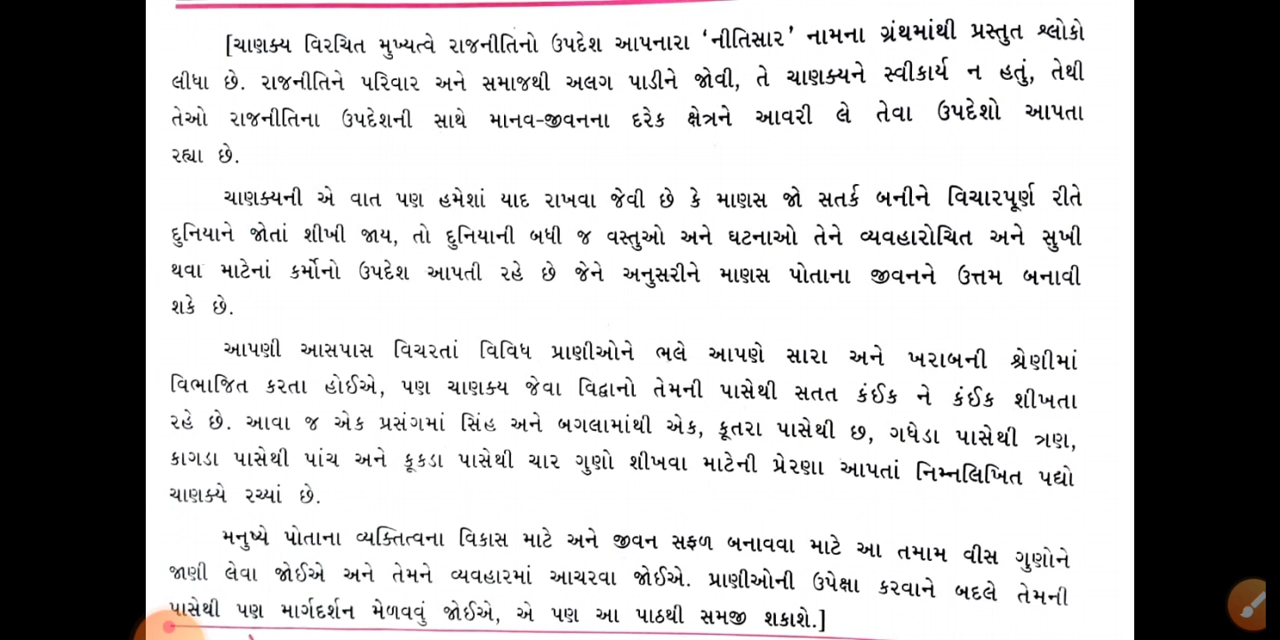 [ચાણક્ય વિરચિત મુખ્યત્વે રાજનીતિનો ઉપદેશ આપનારા ‘નીતિસાર’ નામના ગ્રંથમાંથી પ્રસ્તુત શ્લોકો
લીધા છે. રાજનીતિને પરિવાર અને સમાજથી અલગ પાડીને જોવી, તે ચાણક્યને સ્વીકાર્ય ન હતું, તેથી
તેઓ રાજનીતિના ઉપદેશની સાથે માનવ-જીવનના દરેક ક્ષેત્રને આવરી લે તેવા ઉપદેશો આપતા
રહ્યા છે.
ચાણક્યની એ વાત પણ હમેશાં યાદ રાખવા જેવી છે કે માણસ જો સતર્ક બનીને વિચારપૂર્ણ રીતે
દુનિયાને જોતાં શીખી જાય, તો દુનિયાની બધી જ વસ્તુઓ અને ઘટનાઓ તેને વ્યવહારોચિત અને સુખી
થવા માટેનાં કર્મોનો ઉપદેશ આપતી રહે છે જેને અનુસરીને માણસ પોતાના જીવનને ઉત્તમ બનાવી
શકે છે.
આપણી આસપાસ વિચરતાં વિવિધ પ્રાણીઓને ભલે આપણે સારા અને ખરાબની શ્રેણીમાં
વિભાજિત કરતા હોઈએ, પણ ચાણક્ય જેવા વિદ્વાનો તેમની પાસેથી સતત કંઈક ને કંઈક શીખતા
રહે છે. આવા જ એક પ્રસંગમાં સિંહ અને બગલામાંથી એક, કૂતરા પાસેથી છ, ગધેડા પાસેથી ત્રણ,
કાગડા પાસેથી પાંચ અને કૂકડા પાસેથી ચાર ગુણો શીખવા માટેની પ્રેરણા આપતાં નિમ્નલિખિત પદ્યો
ચાણક્યે રચ્યાં છે.
મનુષ્યે પોતાના વ્યક્તિત્વના વિકાસ માટે અને જીવન સફળ બનાવવા માટે આ તમામ વીસ ગુણોને
જાણી લેવા જોઈએ અને તેમને વ્યવહારમાં આચરવા જોઈએ. પ્રાણીઓની ઉપેક્ષા કરવાને બદલે તેમની
પાસેથી પણ માર્ગદર્શન મેળવવું જોઈએ, એ પણ આ પાઠથી સમજી શકાશે.]